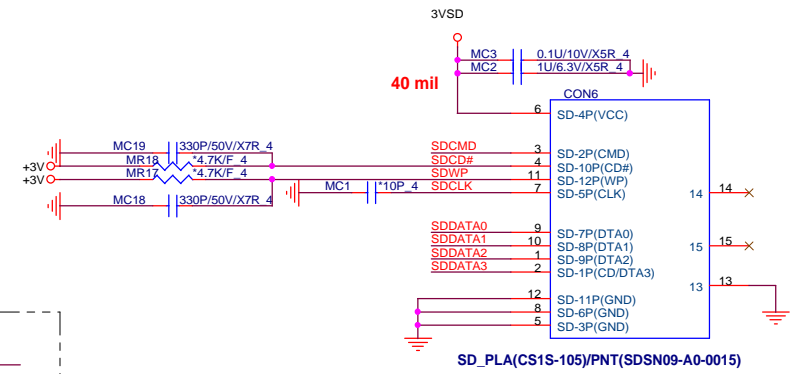 3VSD
MC3 0.1U/10V/X5R_4
MC2 1U/6.3V/X5R_4
40 mil
CON6
6 SD-4P(VCC)
MC19 330P/50V/X7R_4
SDCMD 3 SD-2P(CMD)
+3V MR18 *4.7K/F_4 SDCD# 4 SD-10P(CD#)
+3V MR17 *4.7K/F_4 SDWP 11 SD-12P(WP)
MC1 *10P_4 SDCLK 7 SD-5P(CLK)
14 14
MC18 330P/50V/X7R_4
SDDATA0 9 SD-7P(DTA0)
SDDATA1 10 SD-8P(DTA1)
15 15
SDDATA2 1 SD-9P(DTA2)
SDDATA3 2 SD-1P(CD/DTA3)
13 13
12 SD-11P(GND)
8 SD-6P(GND)
5 SD-3P(GND)
SD_PLA(CS1S-105)/PNT(SDSN09-A0-0015)